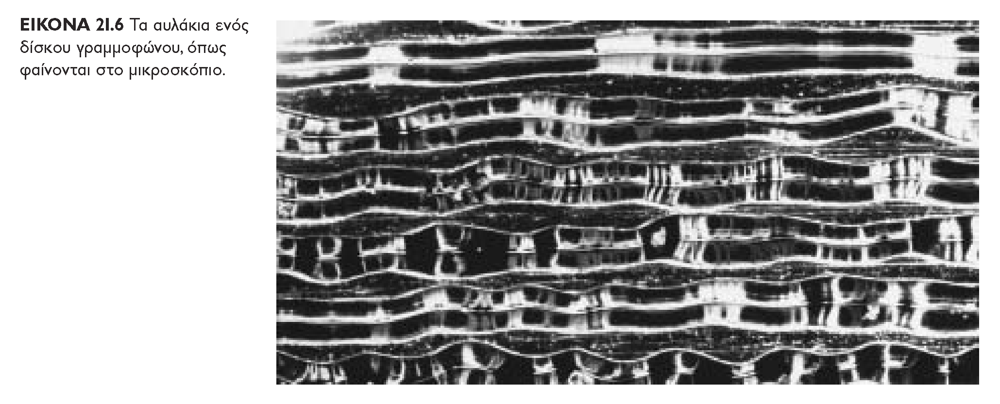 ΕΙΚΟΝΑ 21.6 Τα αυλάκια ενός
δίσκου γραμμοφώνου, όπως
φαίνονται στο μικροσκόπιο.